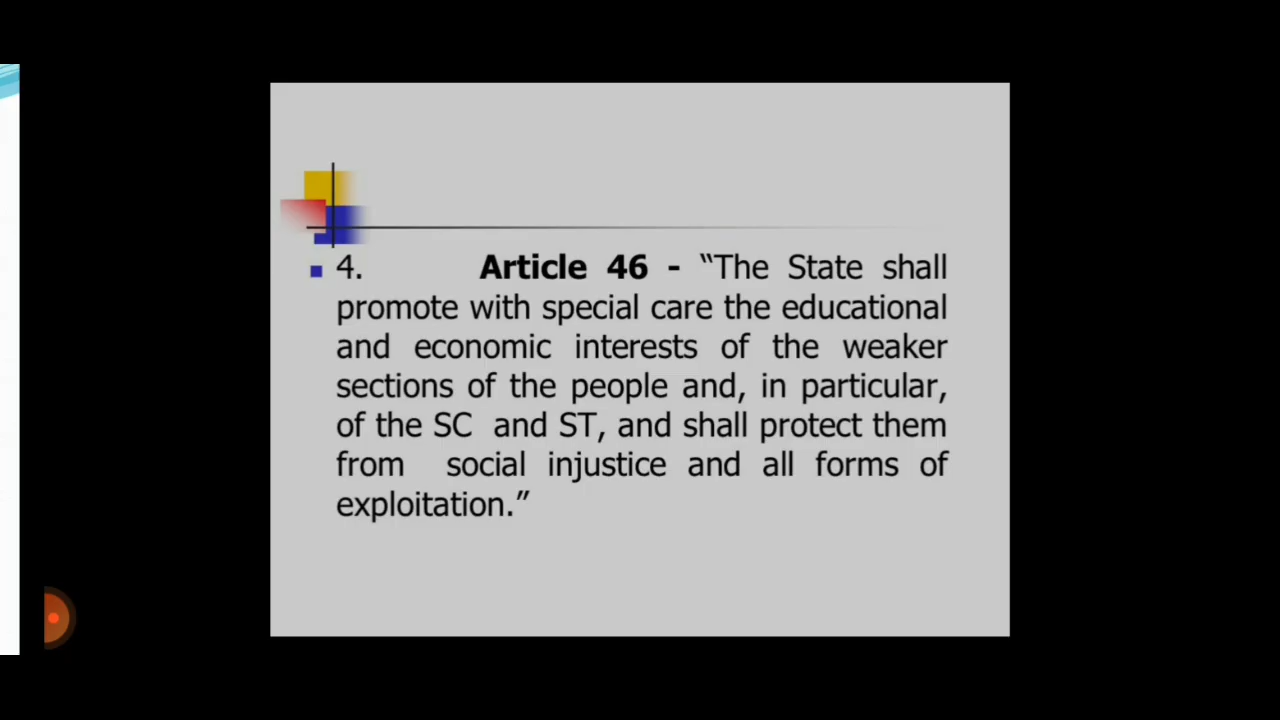 4. Article 46 - “The State shall
promote with special care the educational
and economic interests of the weaker
sections of the people and, in particular,
of the SC and ST, and shall protect them
from social injustice and all forms of
exploitation.”